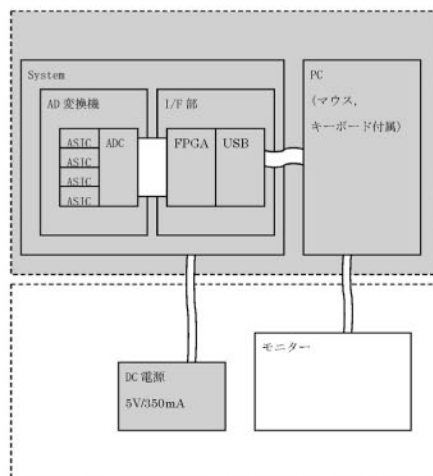 System
AD 変換機
ASIC
ASIC
ASIC
ASIC
ADC
I/F 部
FPGA
USB
PC
(マウス,
キーボード付属)
DC 電源
5V/350mA
モニター